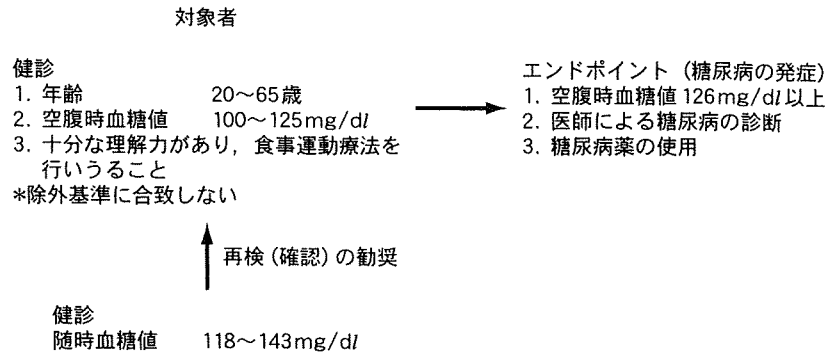 対象者
健診
1. 年齢 20〜65歳
2. 空腹時血糖値 100〜125mg/dl
3. 十分な理解力があり，食事運動療法を
行いうること
*除外基準に合致しない
エンドポイント（糖尿病の発症）
1. 空腹時血糖値 126mg/dl以上
2. 医師による糖尿病の診断
3. 糖尿病薬の使用
再検（確認）の勧奨
健診
随時血糖値 118〜143mg/dl